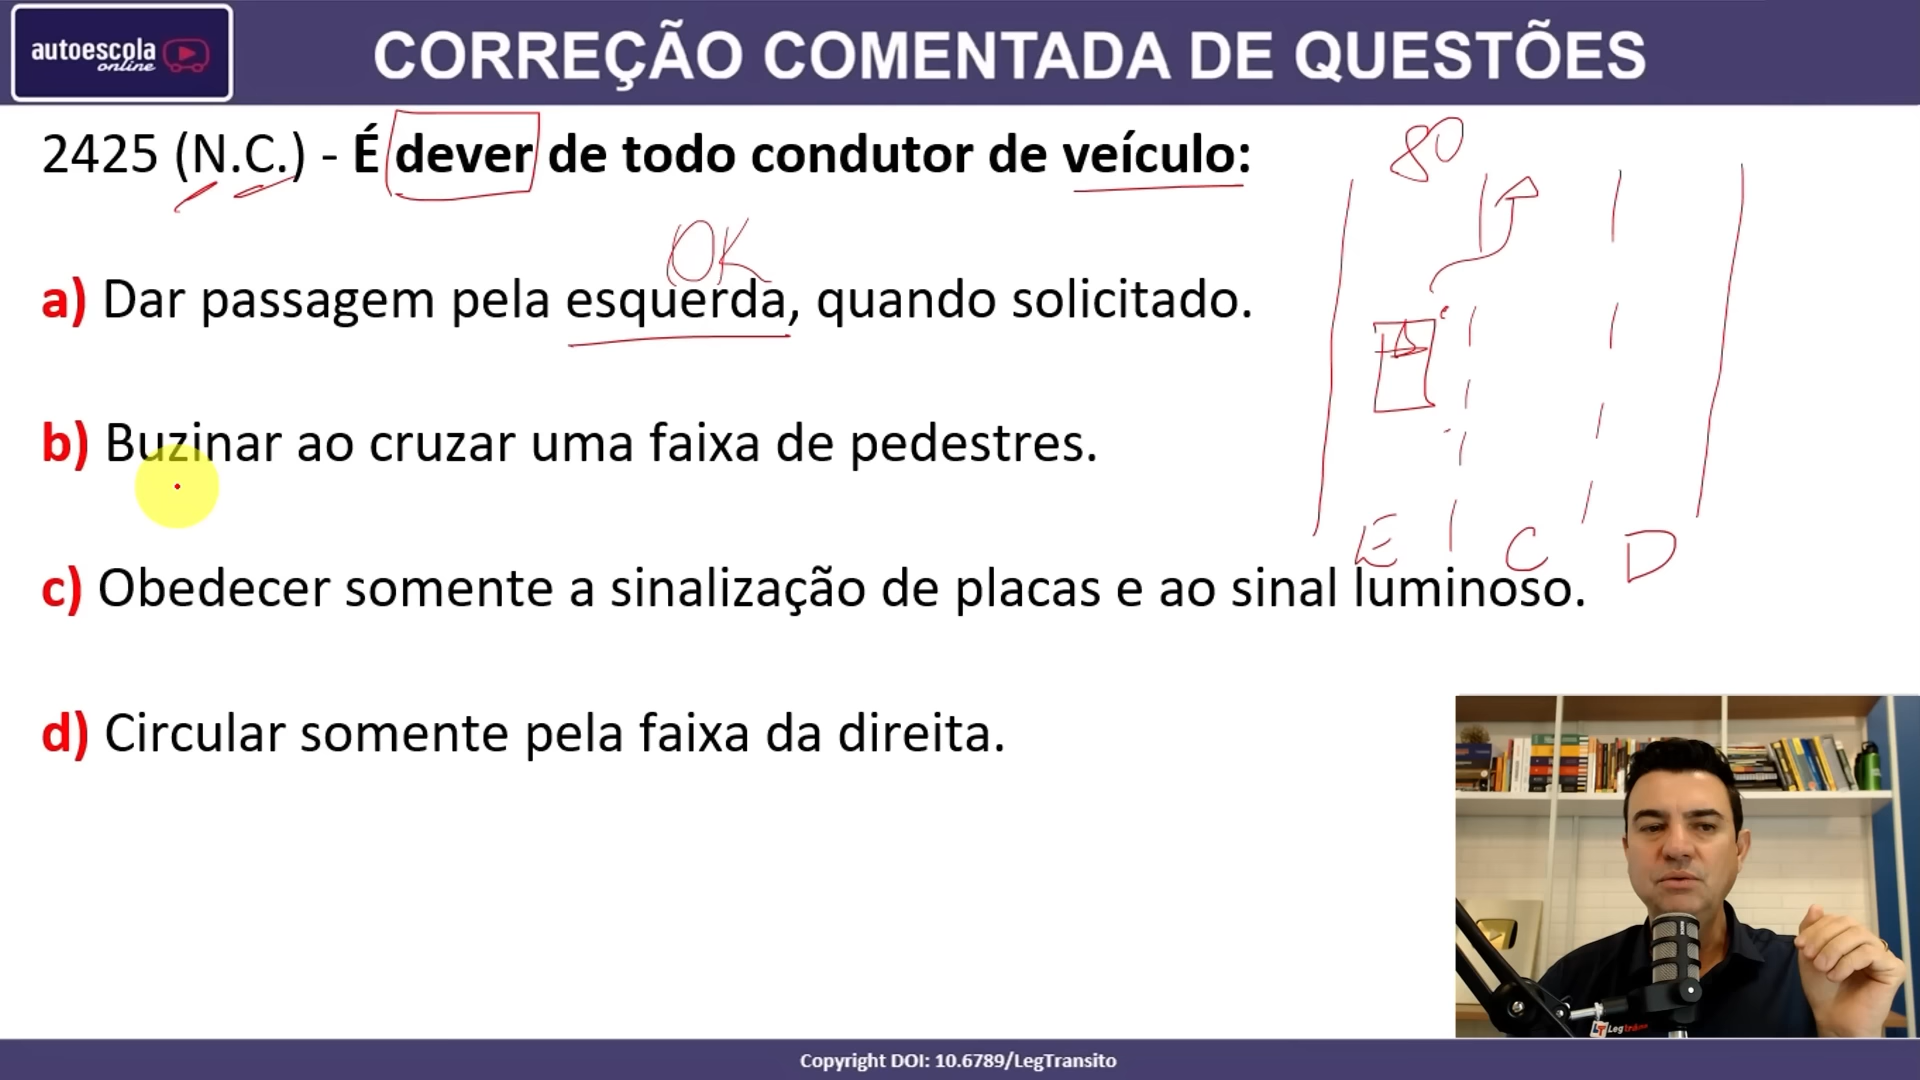 autoescola
online
CORREÇÃO COMENTADA DE QUESTÕES
2425 (N.C.) - É dever de todo condutor de veículo:
80
OK
a) Dar passagem pela esquerda, quando solicitado.
b) Buzinar ao cruzar uma faixa de pedestres.
E C D
c) Obedecer somente a sinalização de placas e ao sinal luminoso.
d) Circular somente pela faixa da direita.
LT Legtrânsito
Copyright DOI: 10.6789/LegTransito